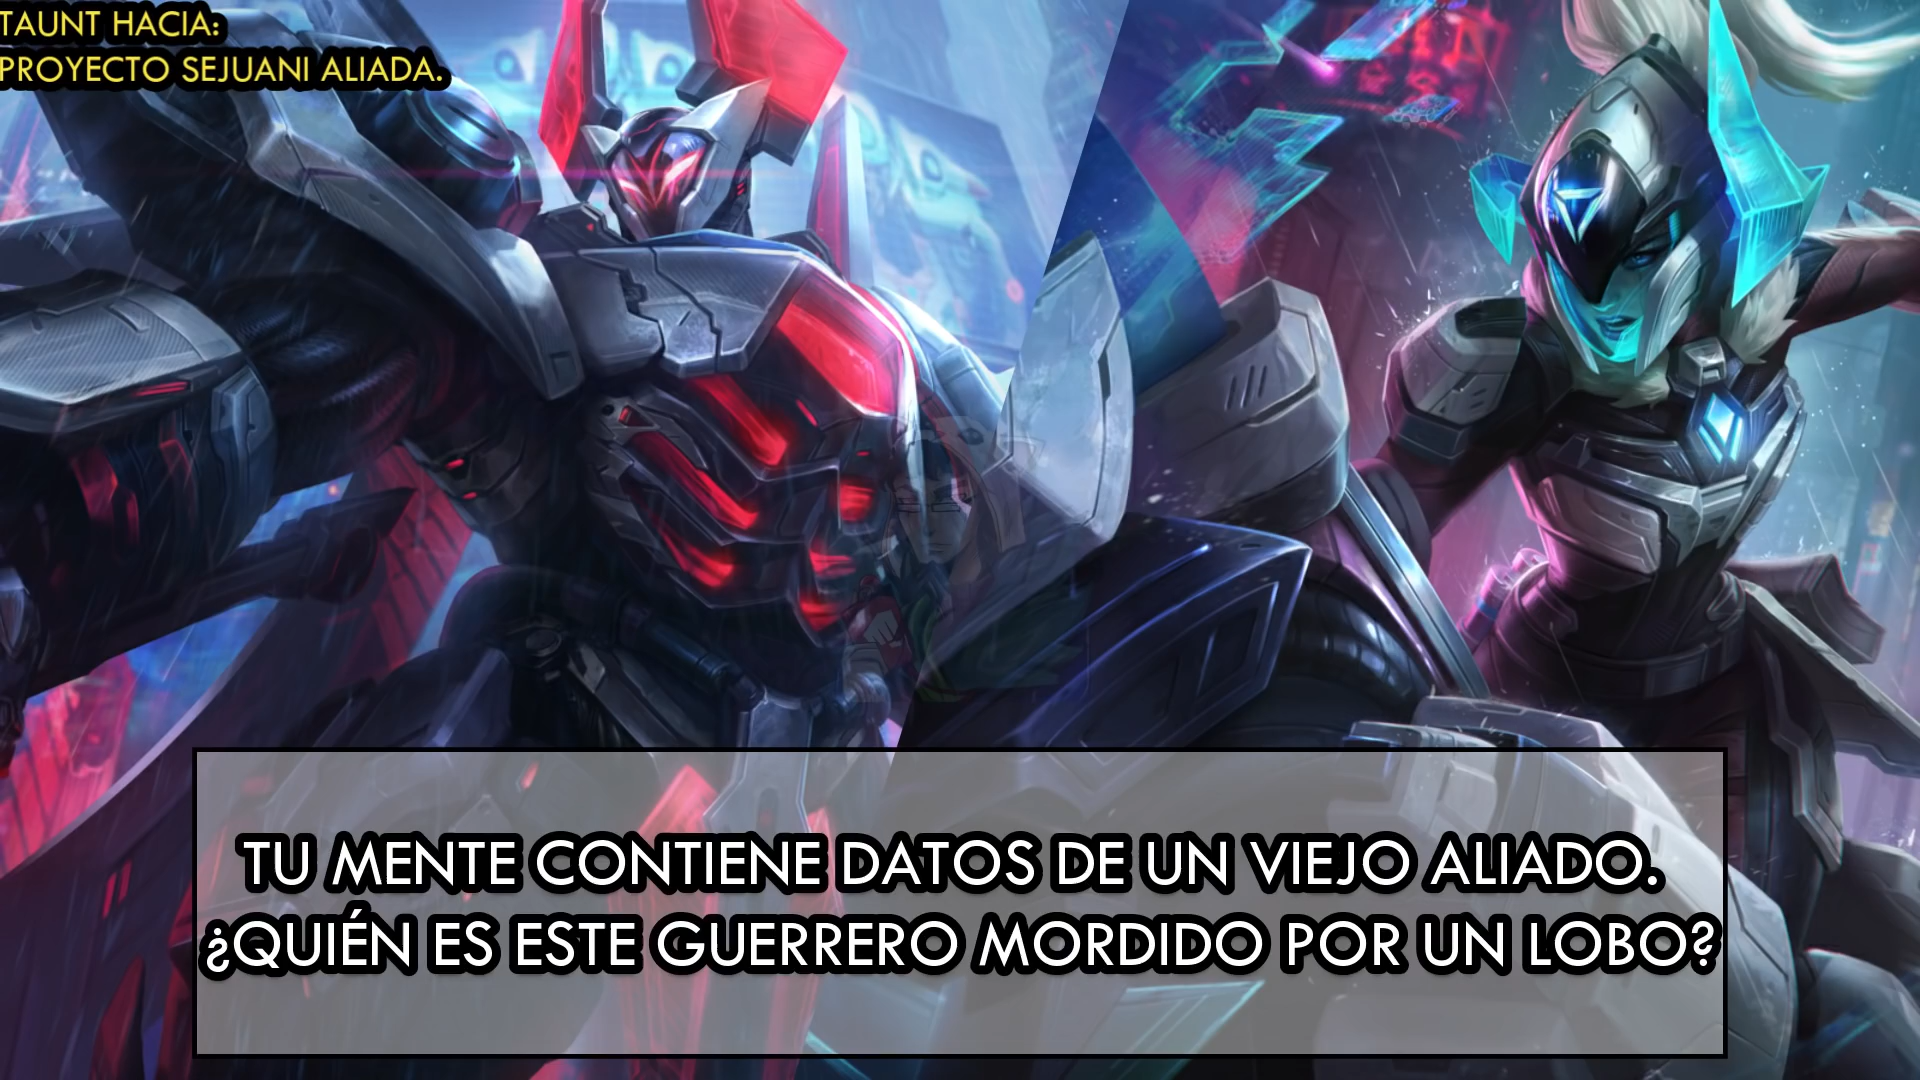 TAUNT HACIA:
PROYECTO SEJUANI ALIADA.
TU MENTE CONTIENE DATOS DE UN VIEJO ALIADO.
¿QUIÉN ES ESTE GUERRERO MORDIDO POR UN LOBO?